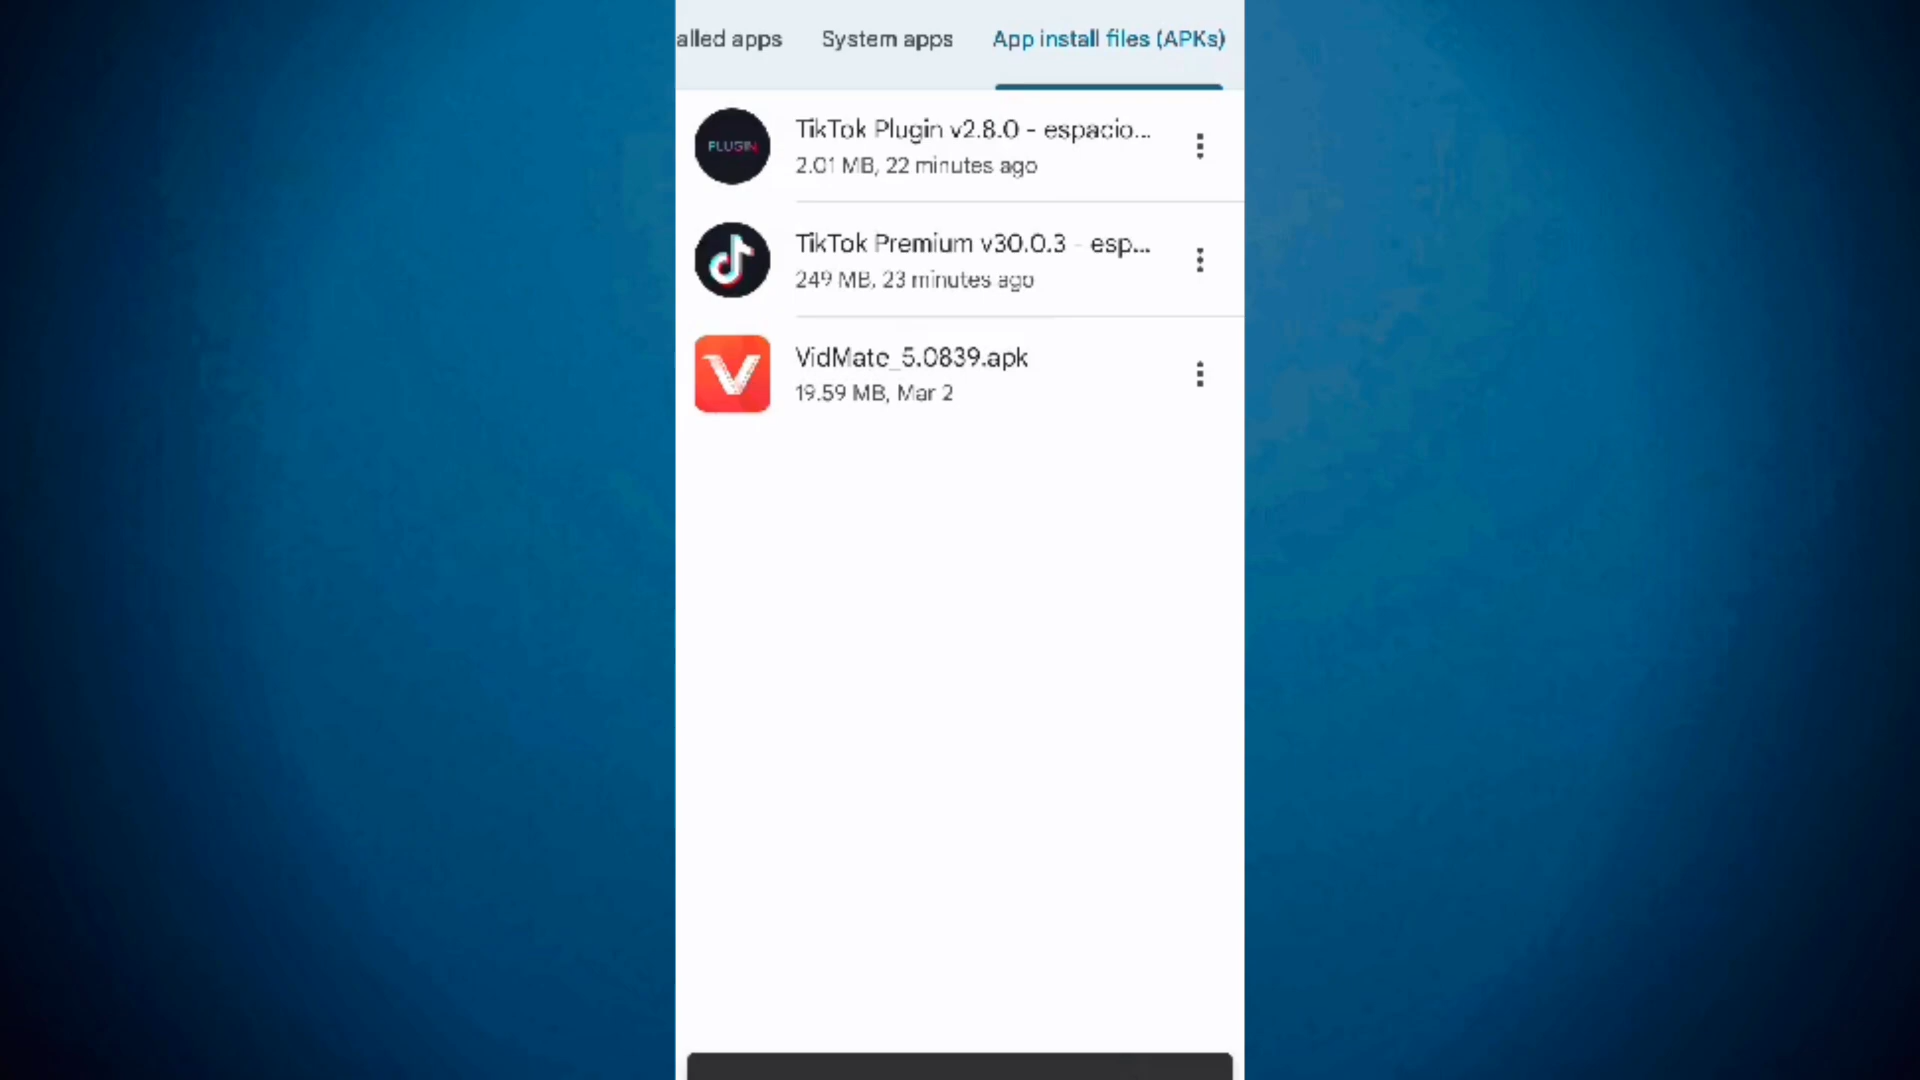 alled apps System apps App install files (APKs)
PLUGIN
TikTok Plugin v2.8.0 - espacio...
2.01 MB, 22 minutes ago
TikTok Premium v30.0.3 - esp...
249 MB, 23 minutes ago
VidMate_5.0839.apk
19.59 MB, Mar 2